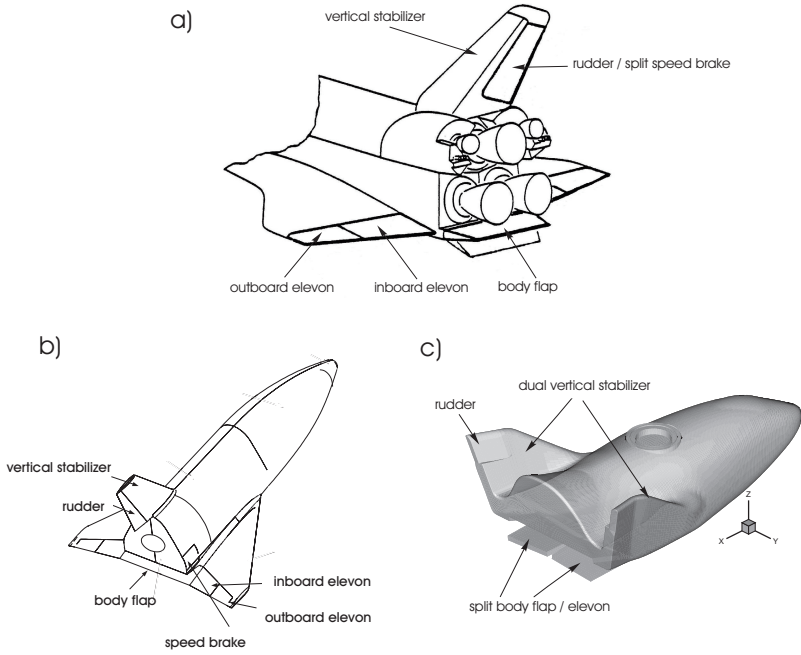 a)
vertical stabilizer
rudder / split speed brake
outboard elevon
inboard elevon
body flap
b)
vertical stabilizer
rudder
body flap
inboard elevon
outboard elevon
speed brake
c)
dual vertical stabilizer
rudder
Z
X
Y
split body flap / elevon